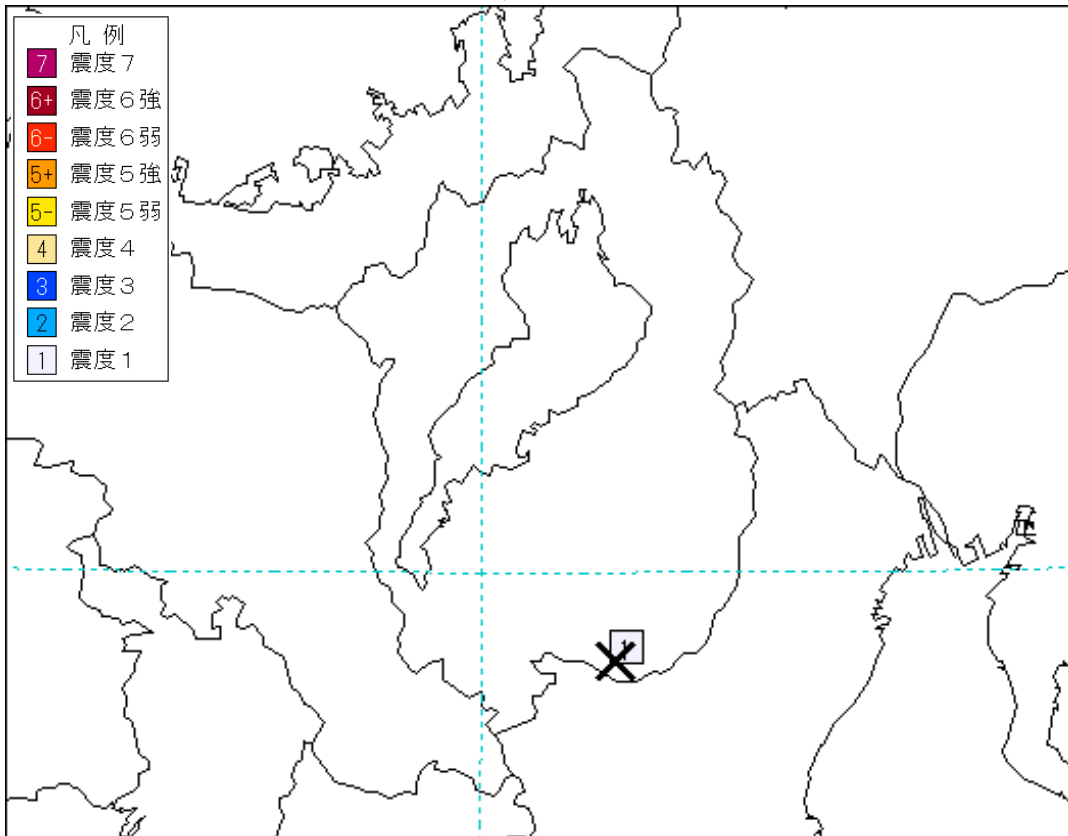 凡 例
7 震度７
6+ 震度６強
6- 震度６弱
5+ 震度５強
5- 震度５弱
4 震度４
3 震度３
2 震度２
1 震度１
1